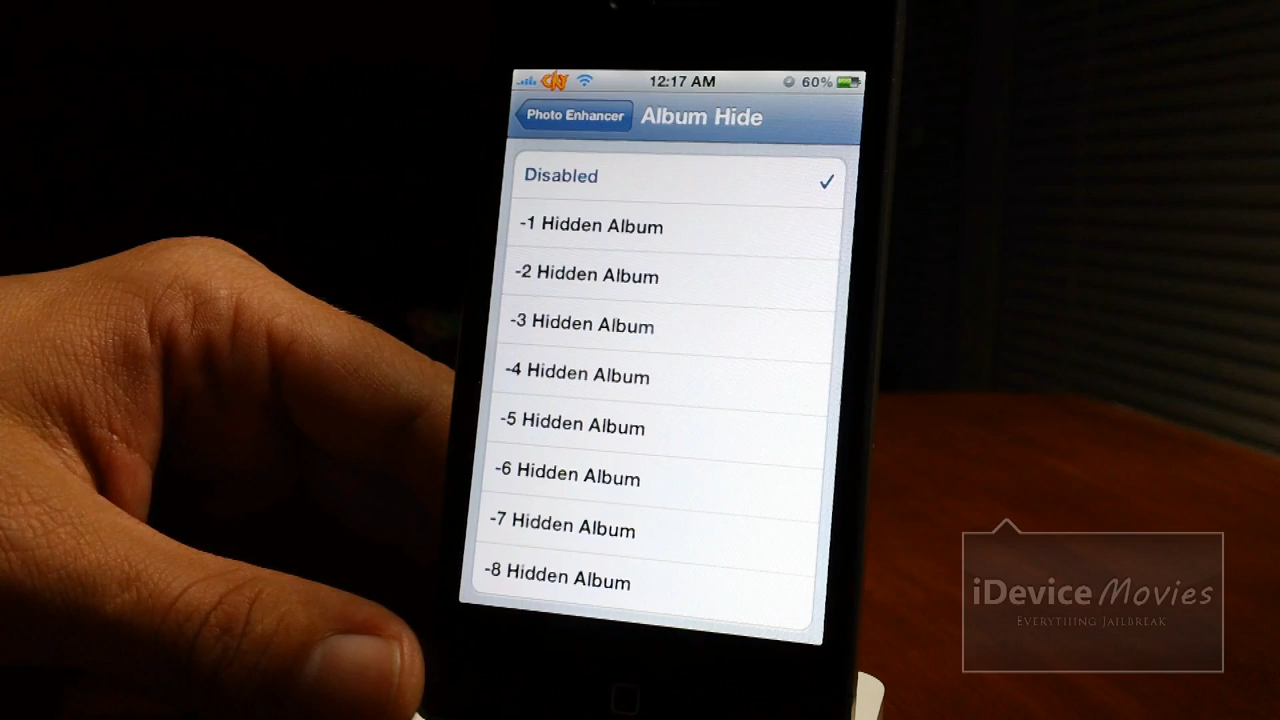 12:17 AM
60%
Photo Enhancer
Album Hide
Disabled
-1 Hidden Album
-2 Hidden Album
-3 Hidden Album
-4 Hidden Album
-5 Hidden Album
-6 Hidden Album
-7 Hidden Album
-8 Hidden Album
iDevice Movies
EVERYTHING JAILBREAK